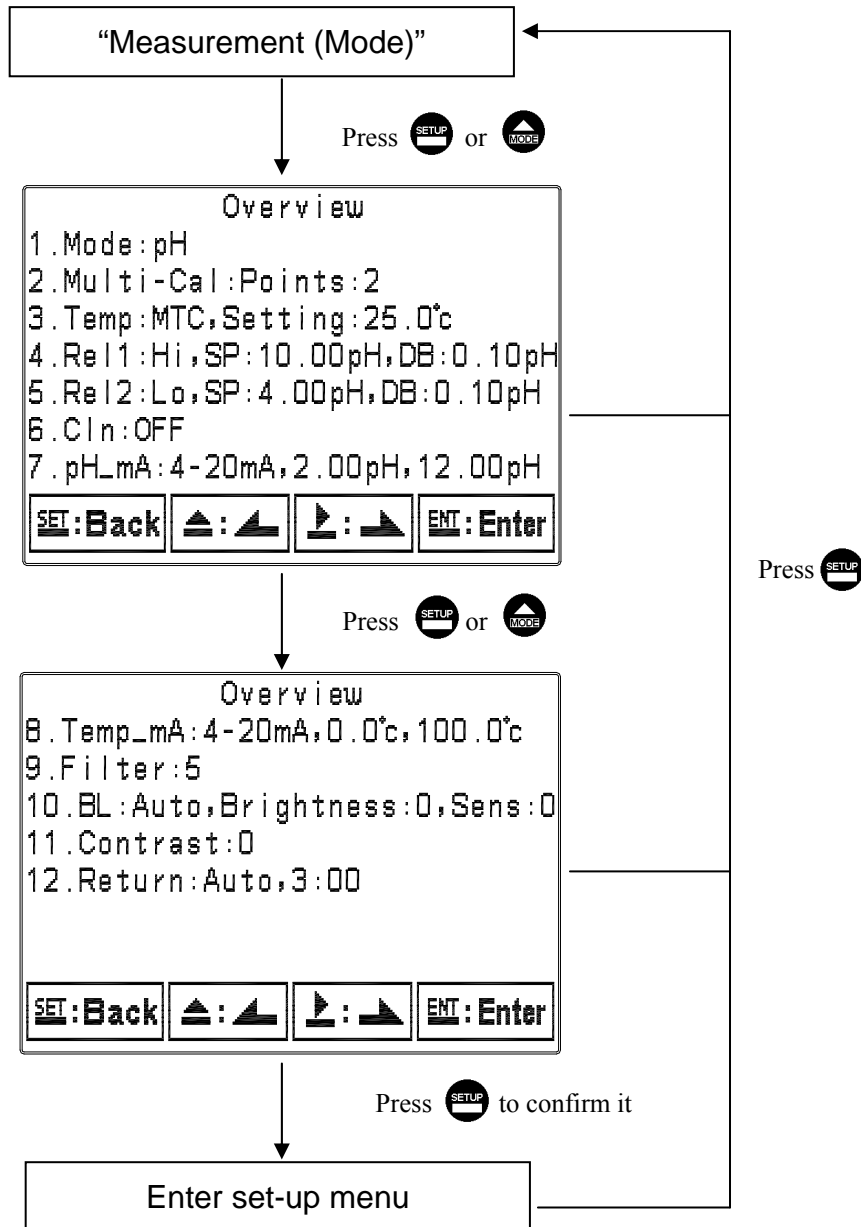 “Measurement (Mode)”
Press SETUP or MODE
Overview
1.Mode:pH
2.Multi-Cal:Points:2
3.Temp:MTC,Setting:25.0°c
4.Rel1:Hi,SP:10.00pH,DB:0.10pH
5.Rel2:Lo,SP:4.00pH,DB:0.10pH
6.Cln:OFF
7.pH_mA:4-20mA,2.00pH,12.00pH
SET:Back : : ENT:Enter
Press SETUP
Press SETUP or MODE
Overview
8.Temp_mA:4-20mA,0.0°c,100.0°c
9.Filter:5
10.BL:Auto,Brightness:0,Sens:0
11.Contrast:0
12.Return:Auto,3:00
SET:Back : : ENT:Enter
Press SETUP to confirm it
Enter set-up menu